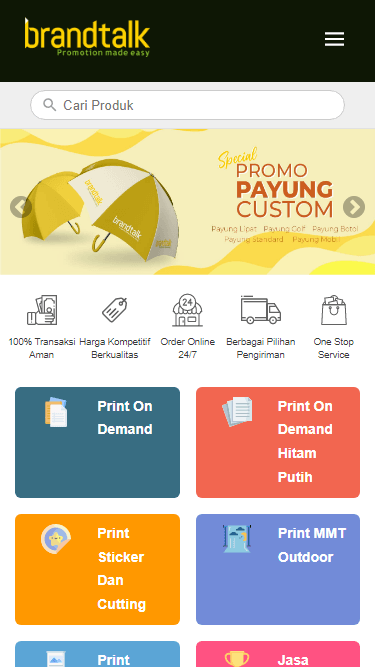 brandtalk
Promotion made easy
Cari Produk
Special
PROMO
PAYUNG
CUSTOM
Payung Lipat Payung Golf Payung Botol
Payung Standard Payung Mobil
brandtalk
100% Transaksi Aman
Harga Kompetitif Berkualitas
24
Order Online 24/7
Berbagai Pilihan Pengiriman
One Stop Service
Print On
Demand
Print On
Demand
Hitam
Putih
Print
Sticker
Dan
Cutting
Print MMT
Outdoor
Print
Jasa